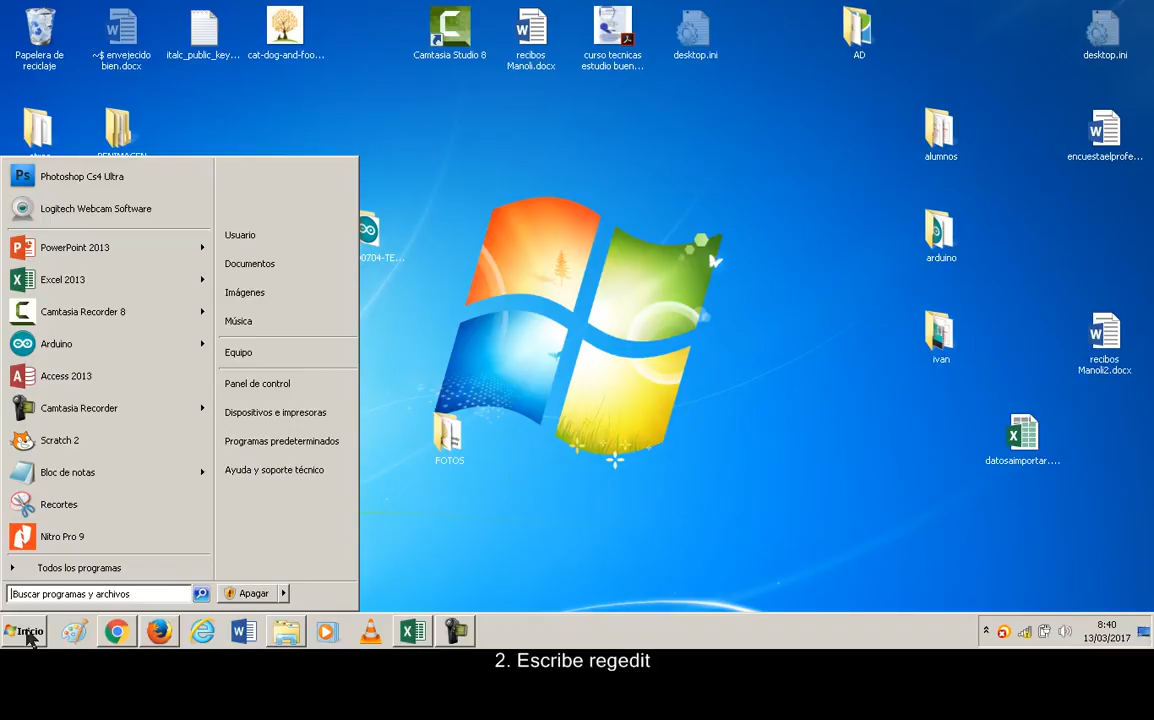 Papelera de
reciclaje
~$ envejecido
bien.docx
italc_public_key...
cat-dog-and-foo...
Camtasia Studio 8
recibos
Manoli.docx
curso tecnicas
estudio buen...
desktop.ini
AD
desktop.ini
alumnos
encuestaelprofe...
Ps
Photoshop Cs4 Ultra
Logitech Webcam Software
PowerPoint 2013
Excel 2013
Camtasia Recorder 8
Arduino
Access 2013
Camtasia Recorder
Scratch 2
Bloc de notas
Recortes
Nitro Pro 9
Todos los programas
Buscar programas y archivos
Usuario
Documentos
Imágenes
Música
Equipo
Panel de control
Dispositivos e impresoras
Programas predeterminados
Ayuda y soporte técnico
Apagar
arduino
ivan
recibos
Manoli2.docx
FOTOS
datosaimportar....
Inicio
8:40
13/03/2017
2. Escribe regedit